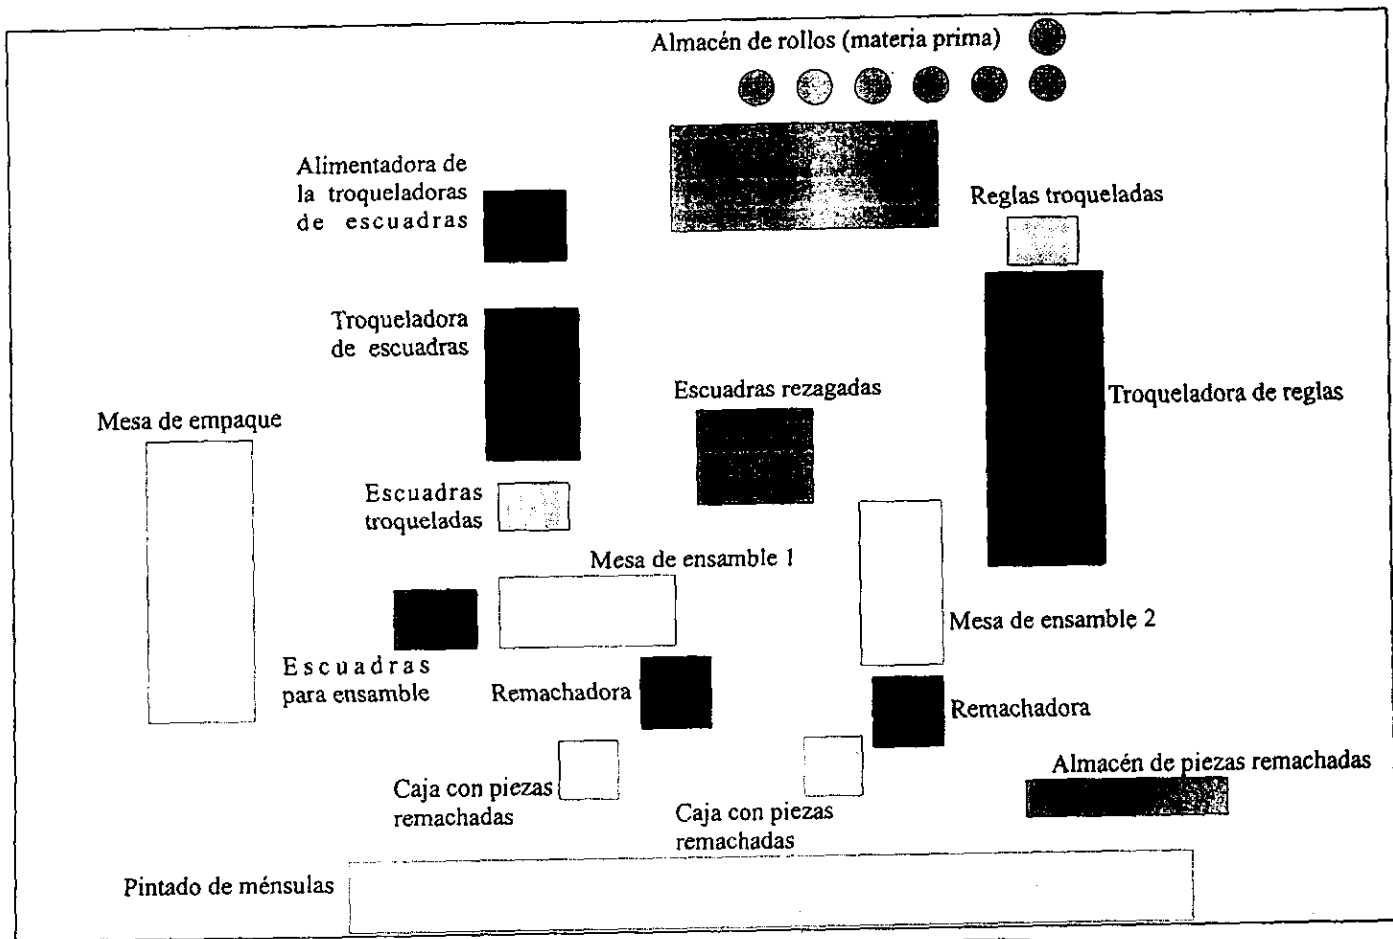 Almacén de rollos (materia prima)
Alimentadora de
la troqueladoras
de escuadras
Reglas troqueladas
Troqueladora
de escuadras
Escuadras rezagadas
Troqueladora de reglas
Mesa de empaque
Escuadras
troqueladas
Mesa de ensamble 1
Mesa de ensamble 2
Escuadras
para ensamble
Remachadora
Remachadora
Almacén de piezas remachadas
Caja con piezas
remachadas
Caja con piezas
remachadas
Pintado de ménsulas